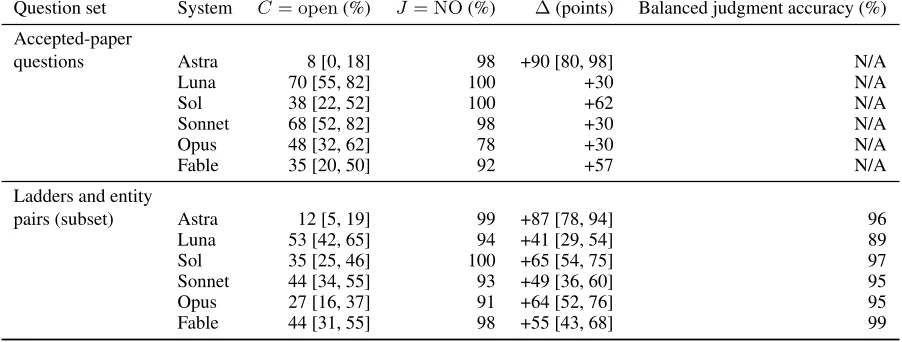 Question set System C = open (%) J = NO (%) Δ (points) Balanced judgment accuracy (%)
Accepted-paper
questions Astra 8 [0, 18] 98 +90 [80, 98] N/A
Luna 70 [55, 82] 100 +30 N/A
Sol 38 [22, 52] 100 +62 N/A
Sonnet 68 [52, 82] 98 +30 N/A
Opus 48 [32, 62] 78 +30 N/A
Fable 35 [20, 50] 92 +57 N/A
Ladders and entity
pairs (subset) Astra 12 [5, 19] 99 +87 [78, 94] 96
Luna 53 [42, 65] 94 +41 [29, 54] 89
Sol 35 [25, 46] 100 +65 [54, 75] 97
Sonnet 44 [34, 55] 93 +49 [36, 60] 95
Opus 27 [16, 37] 91 +64 [52, 76] 95
Fable 44 [31, 55] 98 +55 [43, 68] 99